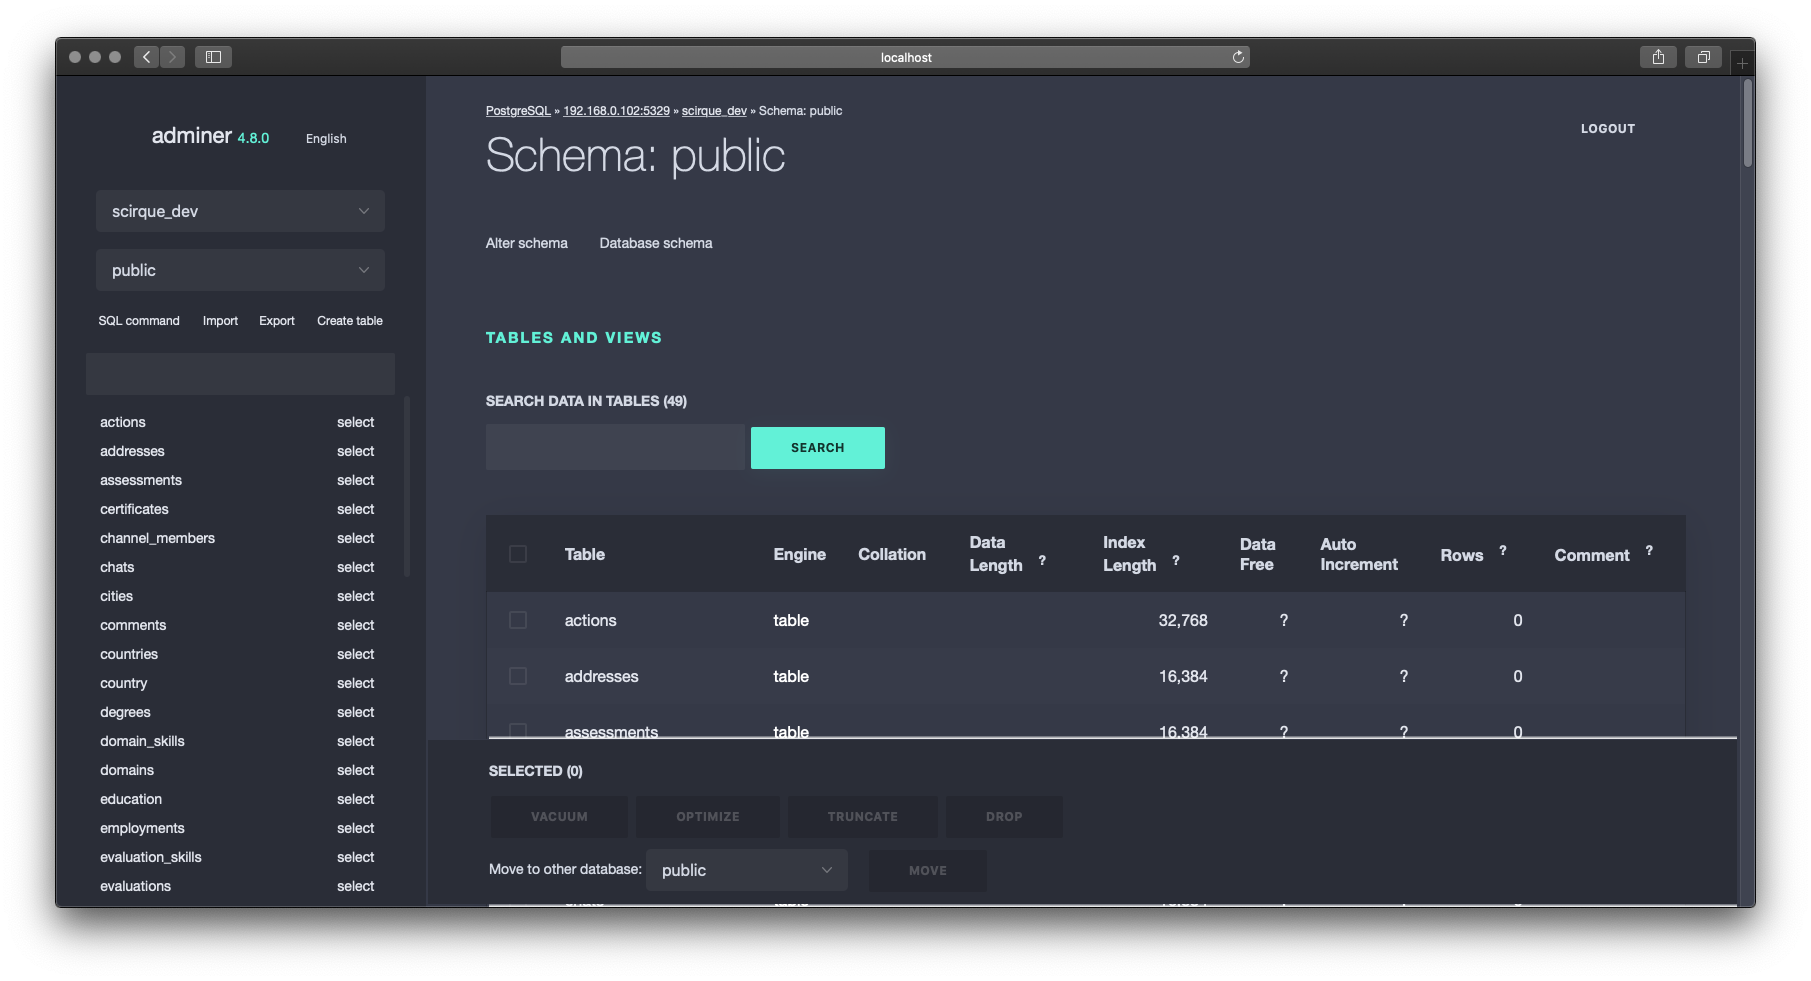 localhost
adminer 4.8.0 English
scirque_dev
public
SQL command Import Export Create table
actions select
addresses select
assessments select
certificates select
channel_members select
chats select
cities select
comments select
countries select
country select
degrees select
domain_skills select
domains select
education select
employments select
evaluation_skills select
evaluations select
PostgreSQL » 192.168.0.102:5329 » scirque_dev » Schema: public
LOGOUT
Schema: public
Alter schema Database schema
TABLES AND VIEWS
SEARCH DATA IN TABLES (49)
SEARCH
Table Engine Collation Data Length ? Index Length ? Data Free Auto Increment Rows ? Comment ?
actions table 32,768 ? ? 0
addresses table 16,384 ? ? 0
assessments table 16,384 ? ? 0
SELECTED (0)
VACUUM OPTIMIZE TRUNCATE DROP
Move to other database: public MOVE